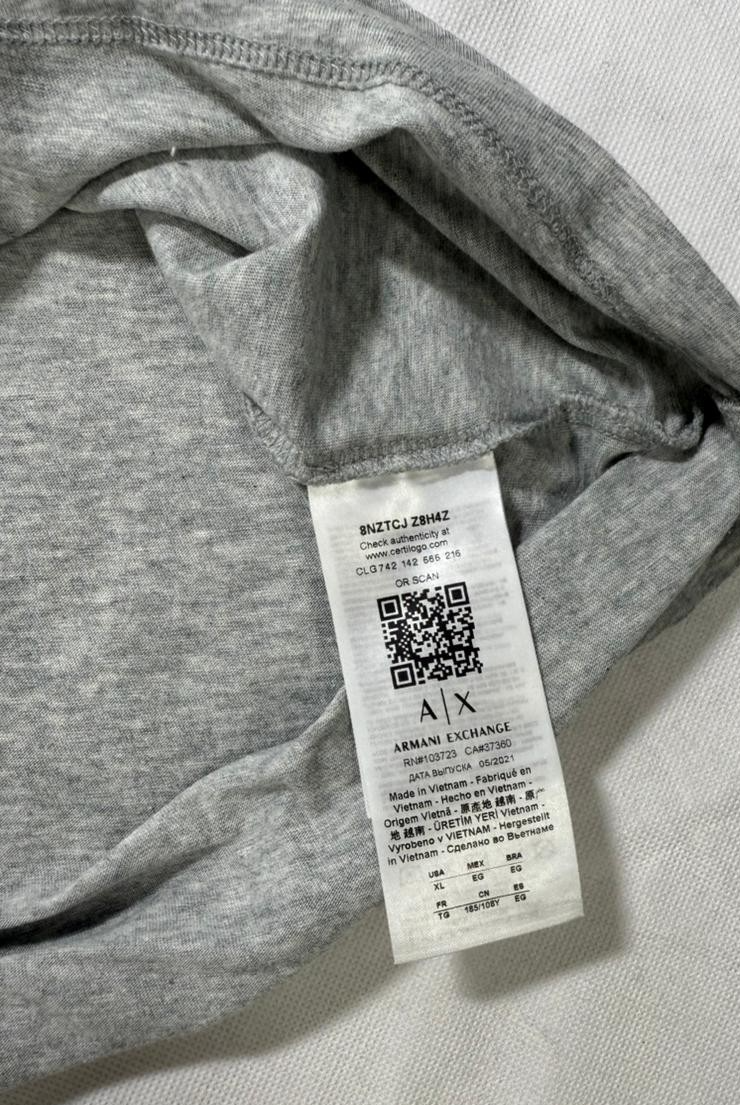 8NZTCJ Z8H4Z
Check authenticity at
www.certilogo.com
CLG 742 142 566 216
OR SCAN
A|X
ARMANI EXCHANGE
RN#103723 CA#37360
ДАТА ВЫПУСКА 05/2021
Made in Vietnam - Fabriqué en
Vietnam - Hecho en Vietnam -
Origem Vietnã - 原產地 越南 - 原产
地 越南 - ÜRETİM YERİ Vietnam -
Vyrobeno v VIETNAM - Hergestellt
in Vietnam - Сделано во Вьетнаме
USA MEX BRA
XL EG EG
FR CN ES
TG 185/108Y EG